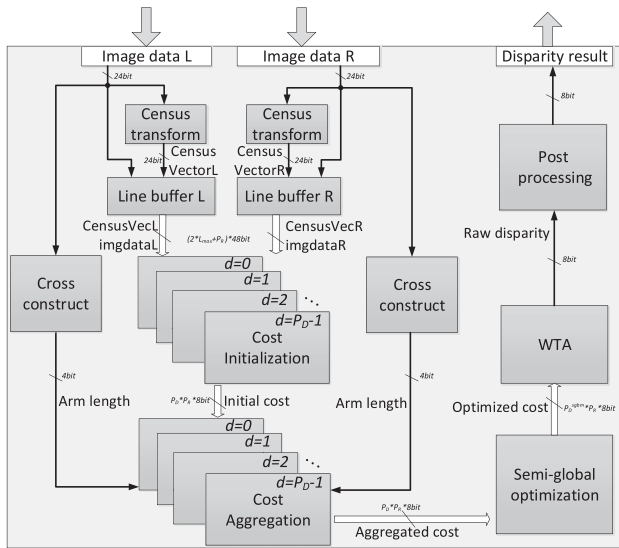 Image data L
Image data R
Disparity result
24bit
24bit
8bit
Census
transform
Census
transform
Post
processing
24bit
Census
VectorL
24bit
Census
VectorR
Line buffer L
Line buffer R
CensusVecL
imgdataL
(2*Lmax+PR)*48bit
CensusVecR
imgdataR
Raw disparity
8bit
Cross
construct
d=0
d=1
d=2
...
d=PD-1
Cost
Initialization
Cross
construct
WTA
4bit
Arm length
PD*PR*8bit
Initial cost
4bit
Arm length
Optimized cost
PDsgbm*PR*8bit
d=0
d=1
d=2
...
d=PD-1
Cost
Aggregation
Semi-global
optimization
PD*PR*8bit
Aggregated cost